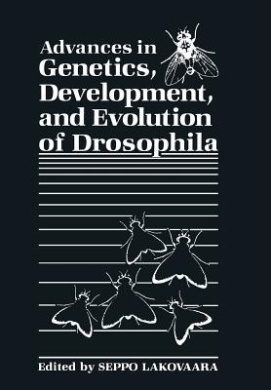 Advances in
Genetics,
Development,
and Evolution
of Drosophila
Edited by SEPPO LAKOVAARA